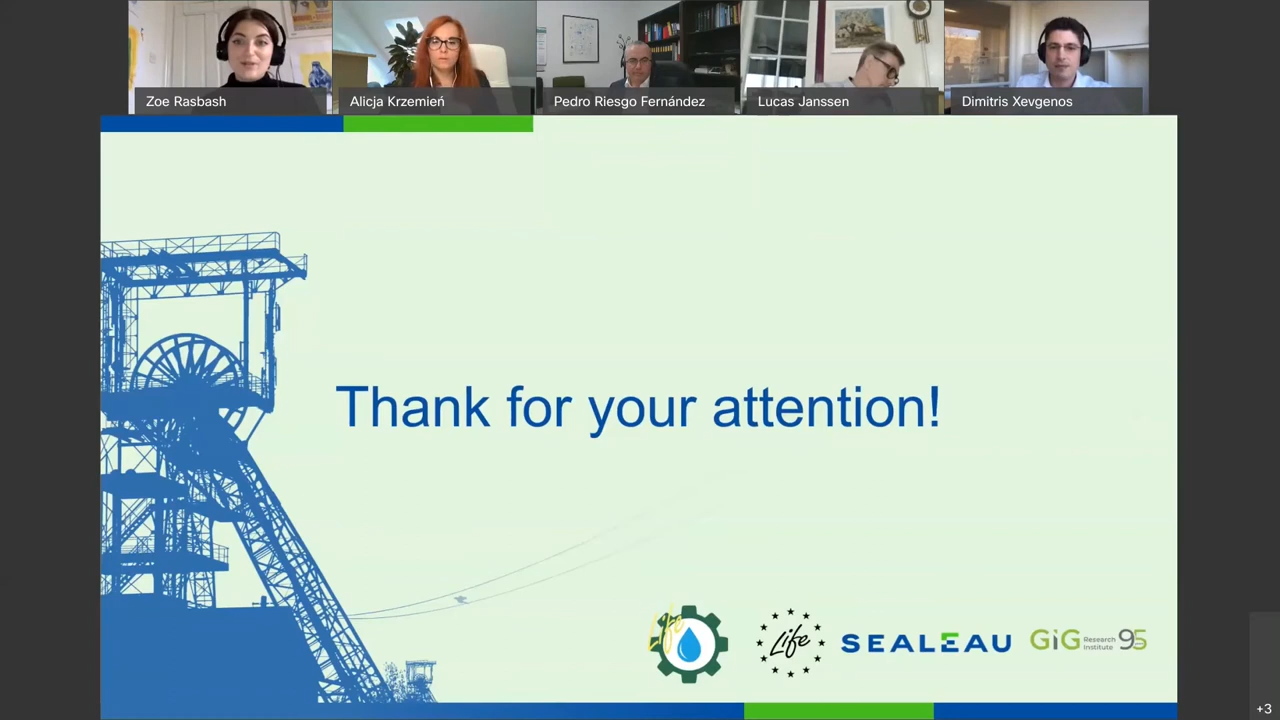 Zoe Rasbash
Alicja Krzemień
Pedro Riesgo Fernández
Lucas Janssen
Dimitris Xevgenos
Thank for your attention!
Life
Life
SEALEAU
GiG Research Institute 95
+3